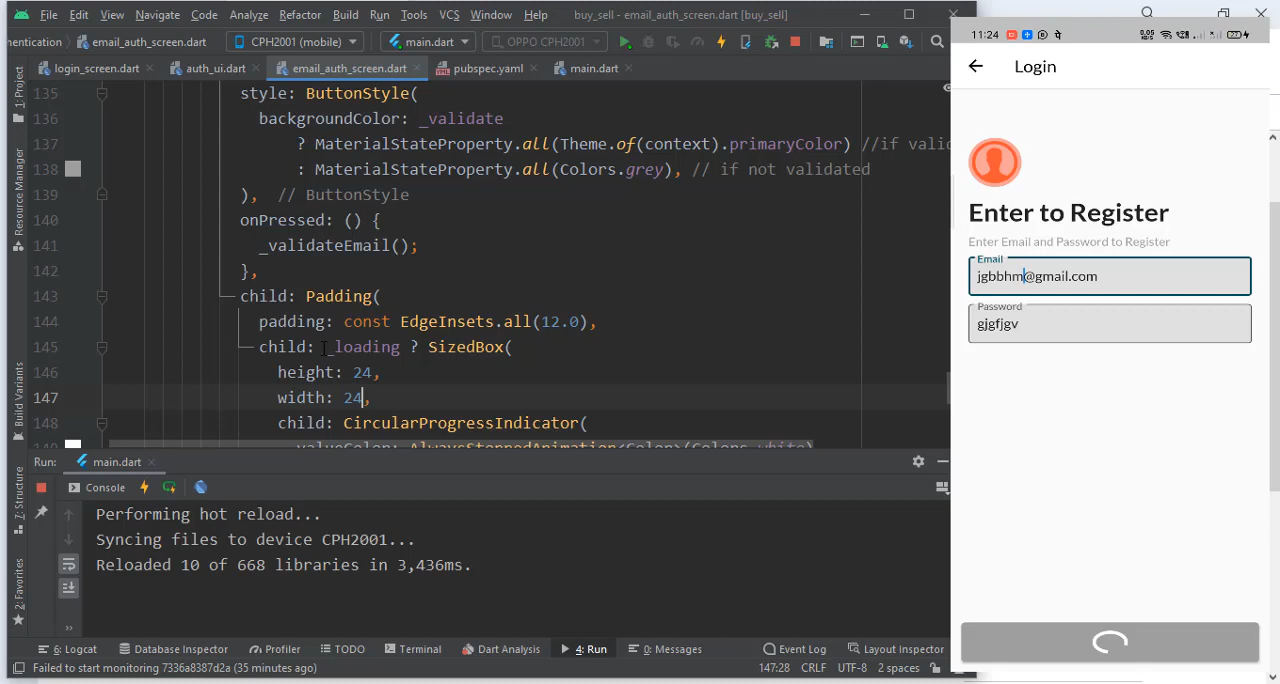 File Edit View Navigate Code Analyze Refactor Build Run Tools VCS Window Help buy_sell - email_auth_screen.dart [buy_sell]
entication email_auth_screen.dart CPH2001 (mobile) main.dart OPPO CPH2001
login_screen.dart auth_ui.dart email_auth_screen.dart pubspec.yaml main.dart
1: Project
Resource Manager
Build Variants
Z: Structure
2: Favorites
135 style: ButtonStyle(
136 backgroundColor: _validate
137 ? MaterialStateProperty.all(Theme.of(context).primaryColor) //if valid
138 : MaterialStateProperty.all(Colors.grey), // if not validated
139 ), // ButtonStyle
140 onPressed: () {
141 _validateEmail();
142 },
143 child: Padding(
144 padding: const EdgeInsets.all(12.0),
145 child: _loading ? SizedBox(
146 height: 24,
147 width: 24,
148 child: CircularProgressIndicator(
valueColor: AlwaysStoppedAnimation<Color>(Colors.white)
Run: main.dart
Console
Performing hot reload...
Syncing files to device CPH2001...
Reloaded 10 of 668 libraries in 3,436ms.
6: Logcat Database Inspector Profiler TODO Terminal Dart Analysis 4: Run 0: Messages Event Log Layout Inspector
Failed to start monitoring 7336a8387d2a (35 minutes ago) 147:28 CRLF UTF-8 2 spaces
11:24
Login
Enter to Register
Enter Email and Password to Register
Email
jgbbhm@gmail.com
Password
gjgfjgv